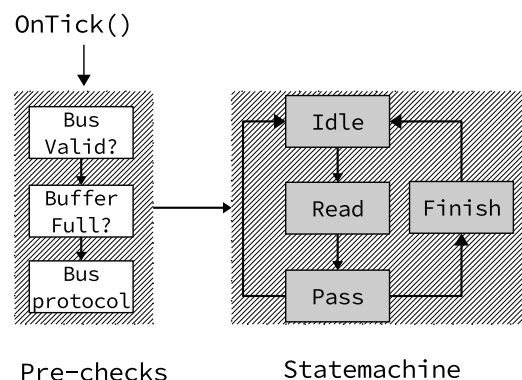 OnTick()
Bus
Valid?
Buffer
Full?
Bus
protocol
Idle
Read
Finish
Pass
Pre-checks
Statemachine